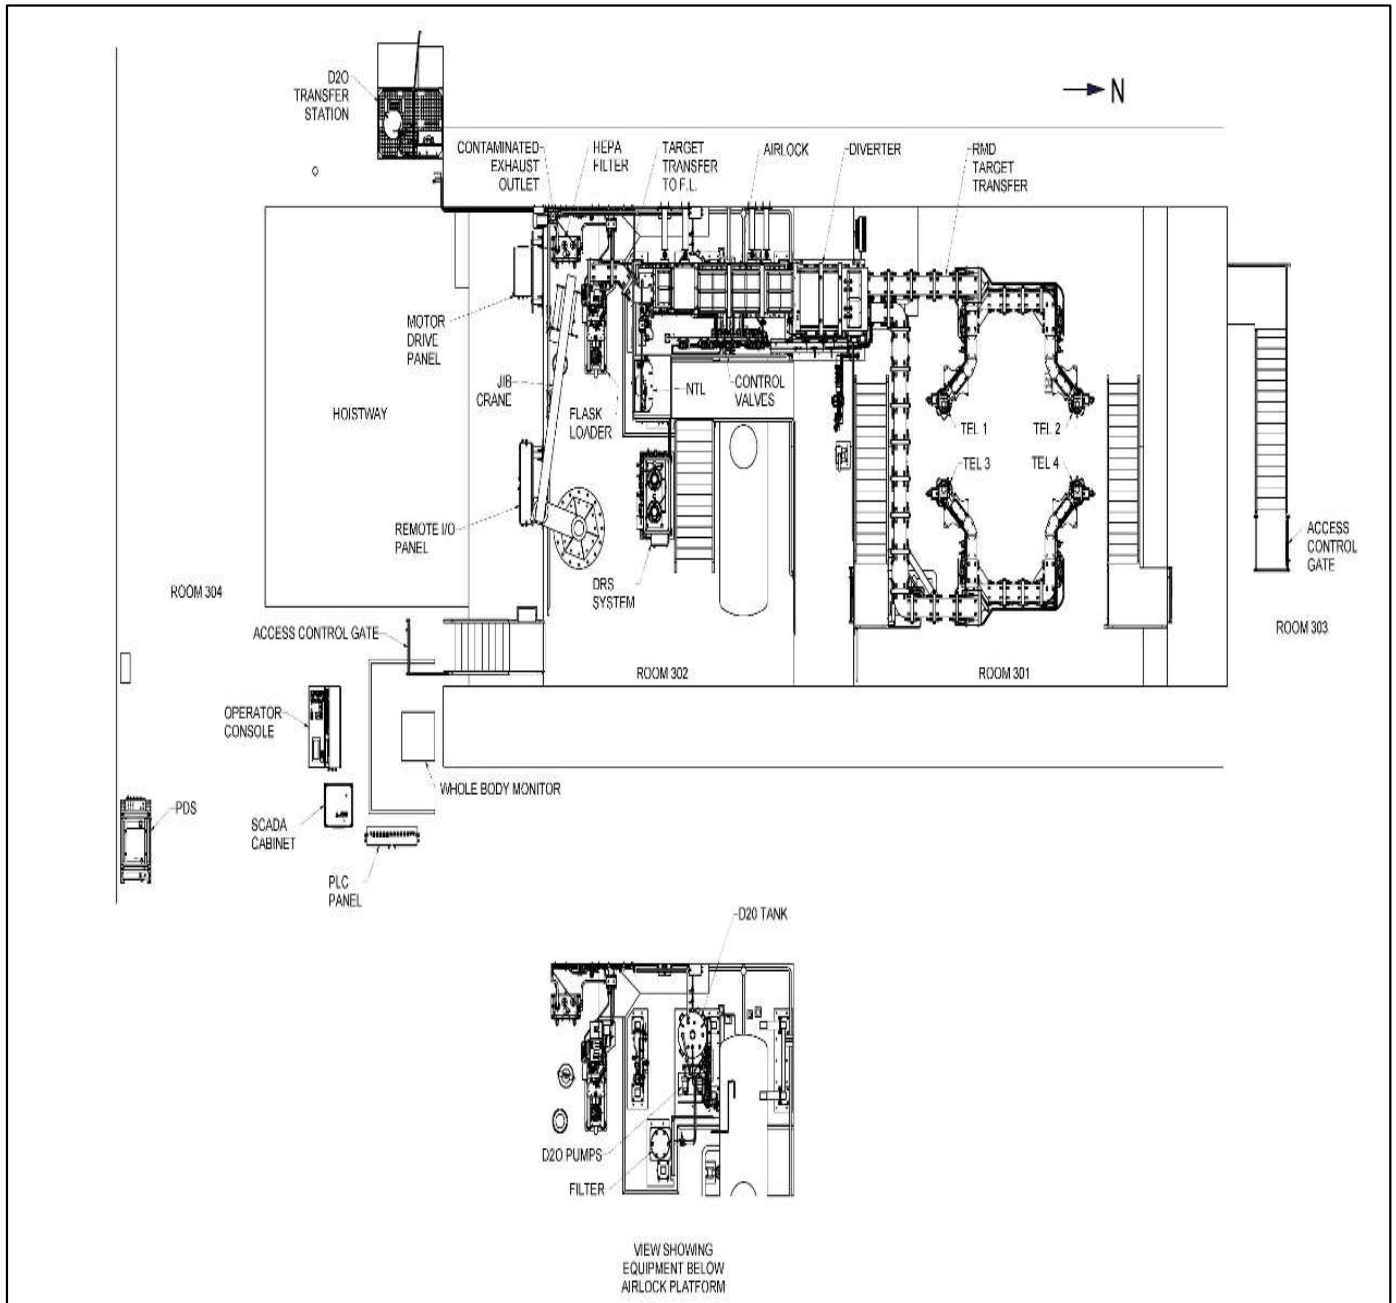 N
D2O
TRANSFER
STATION
CONTAMINATED
EXHAUST
OUTLET
HEPA
FILTER
TARGET
TRANSFER
TO F.L.
AIRLOCK
DIVERTER
RMD
TARGET
TRANSFER
MOTOR
DRIVE
PANEL
JIB
CRANE
HOISTWAY
FLASK
LOADER
NTL
CONTROL
VALVES
TEL 1
TEL 2
TEL 3
TEL 4
REMOTE I/O
PANEL
ACCESS
CONTROL
GATE
ROOM 304
DRS
SYSTEM
ACCESS CONTROL GATE
ROOM 303
ROOM 302
ROOM 301
OPERATOR
CONSOLE
WHOLE BODY MONITOR
PDS
SCADA
CABINET
PLC
PANEL
D20 TANK
D2O PUMPS
FILTER
VIEW SHOWING
EQUIPMENT BELOW
AIRLOCK PLATFORM